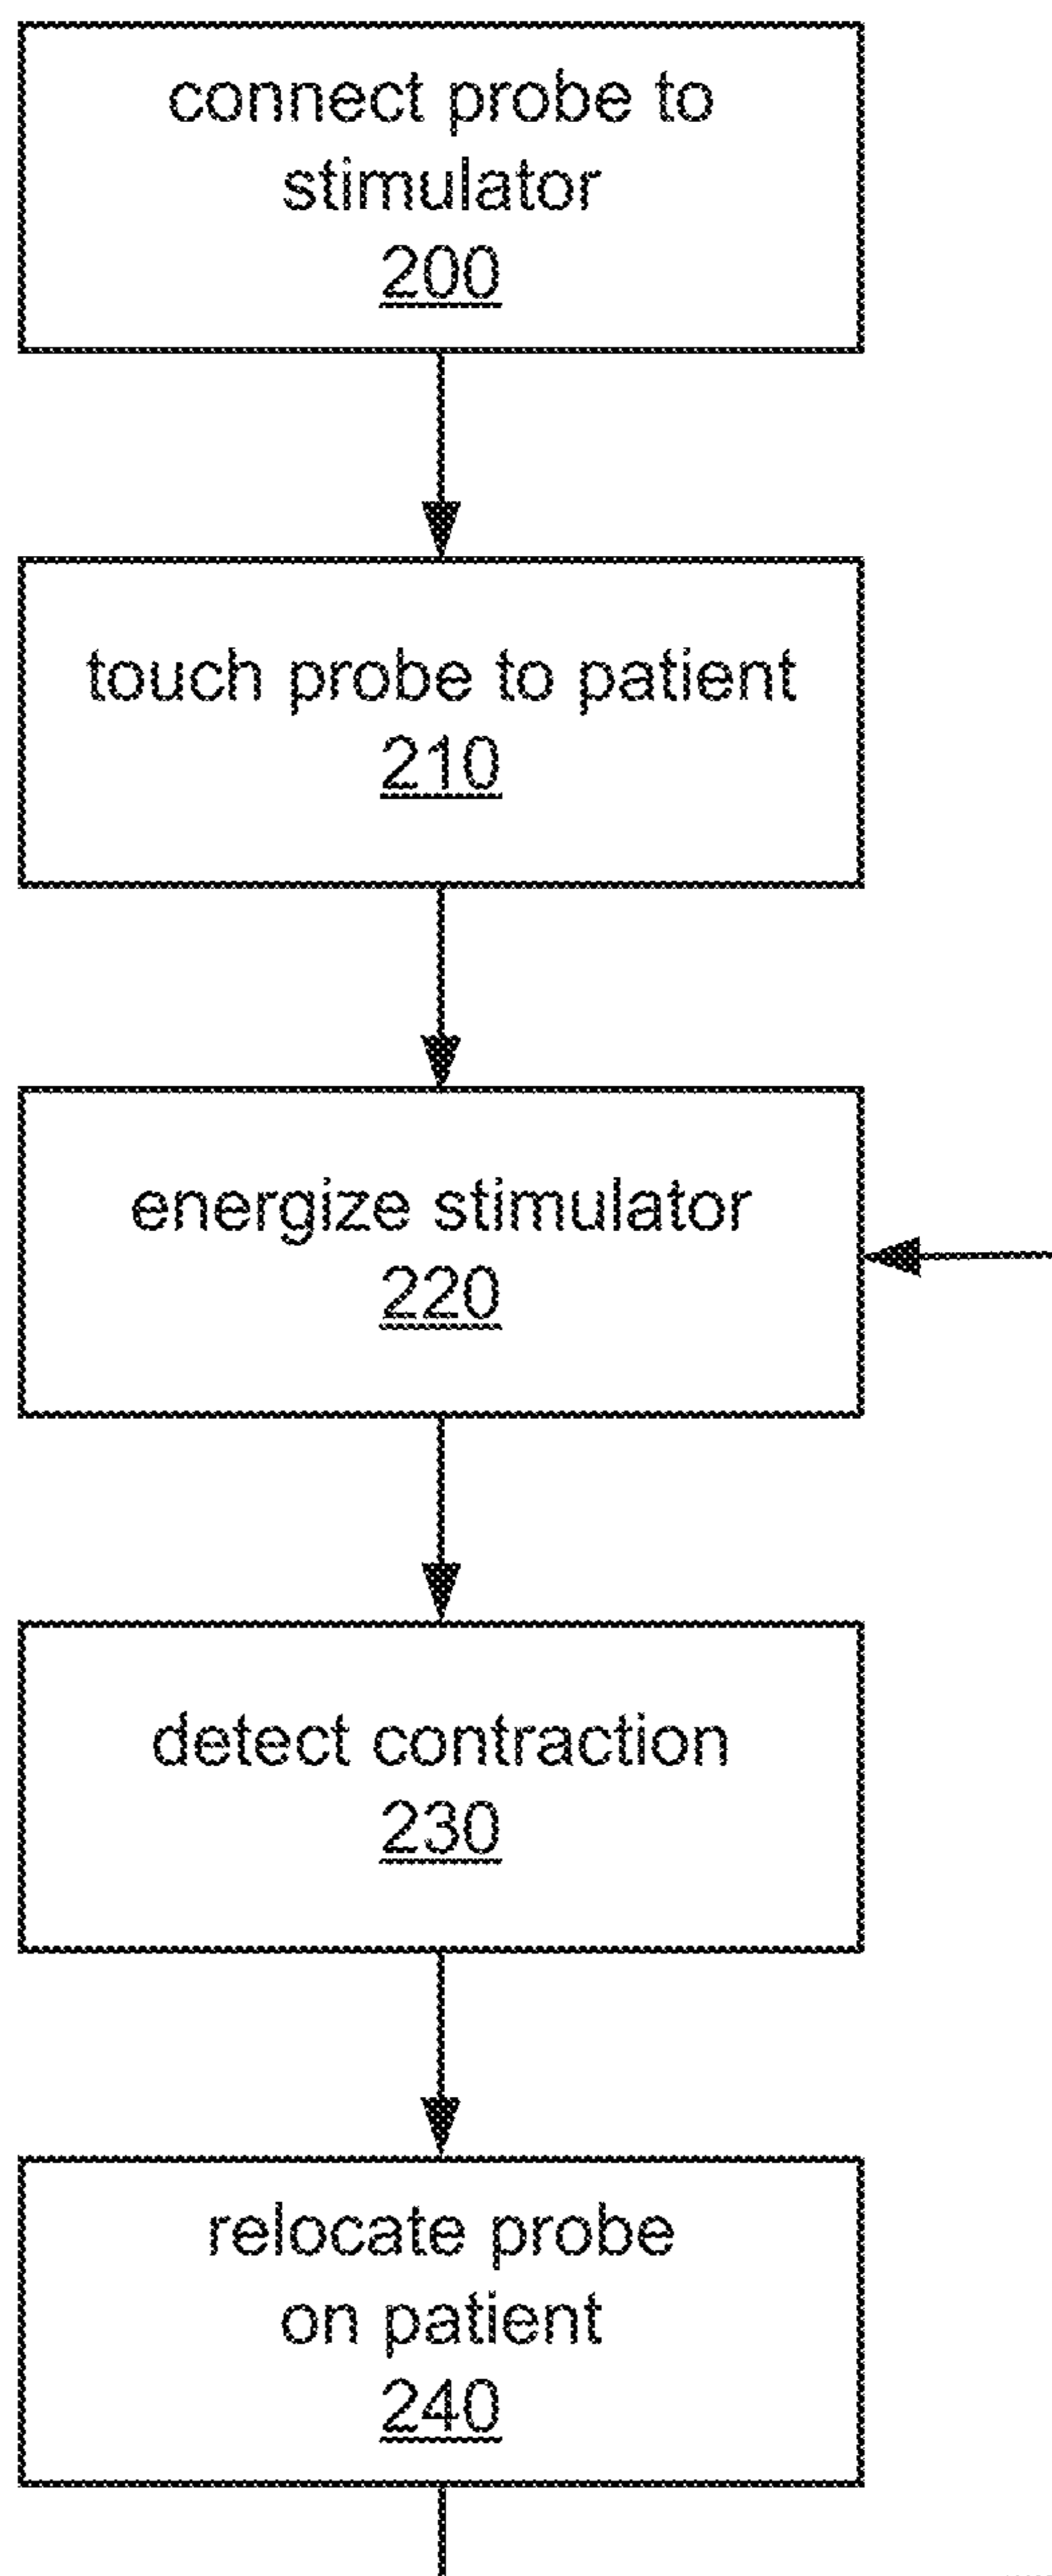 connect probe to
stimulator
200
touch probe to patient
210
energize stimulator
220
detect contraction
230
relocate probe
on patient
240